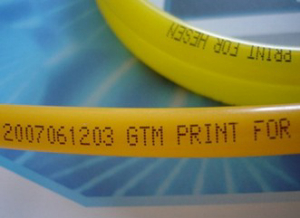 PRINT FOR HESEN
2007061203 GTM PRINT FOR